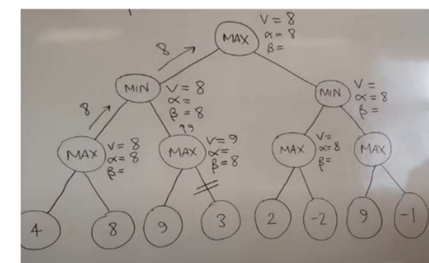 V = 8
α = 8
β =
MAX
8
MIN
V = 8
α =
β = 8
MIN
V =
α = 8
β =
8
MAX
V = 8
α = 8
β =
MAX
V = 9
α =
β = 8
MAX
V =
α = 8
β =
MAX
4
8
9
3
2
-2
9
-1